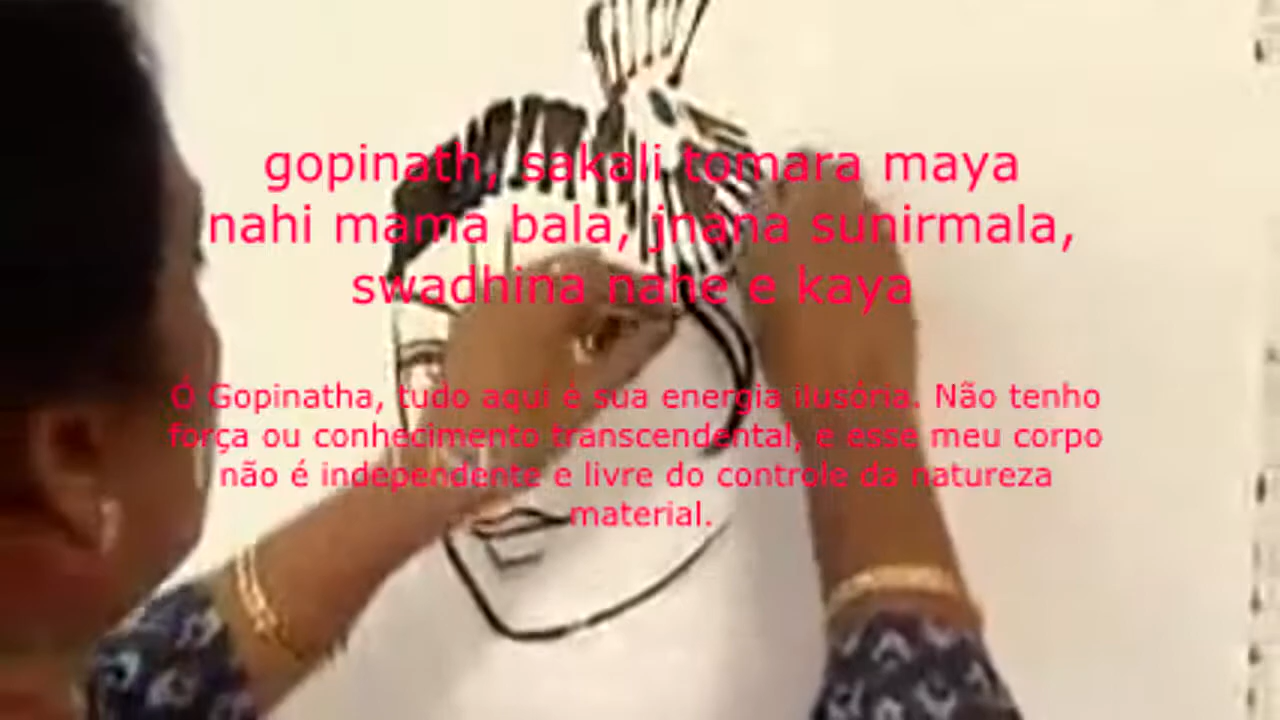 gopinath, sakali tomara maya
nahi mama bala, jnana sunirmala,
swadhina nahe e kaya
Ó Gopinatha, tudo aqui é sua energia ilusória. Não tenho
força ou conhecimento transcendental, e esse meu corpo
não é independente e livre do controle da natureza
material.